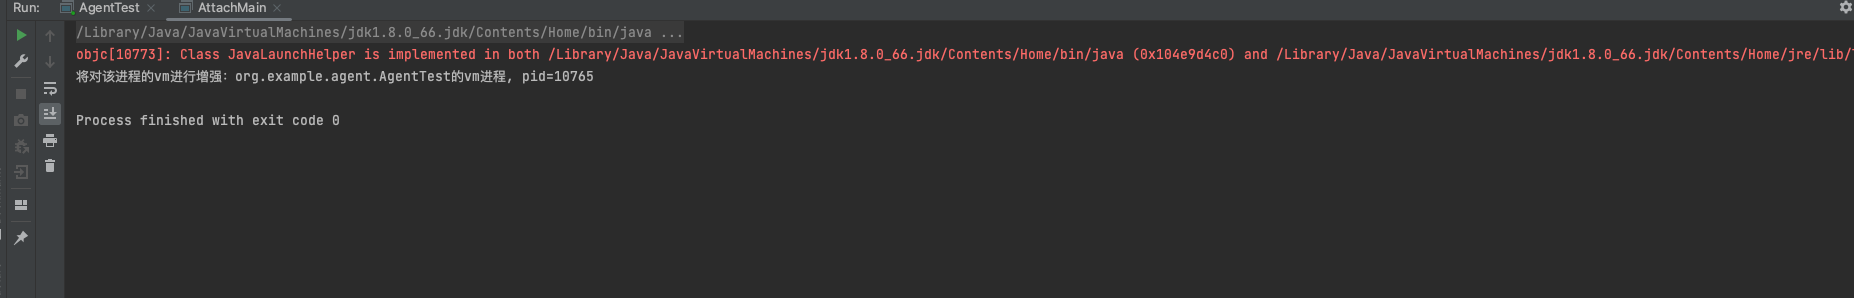 Run: AgentTest AttachMain
/Library/Java/JavaVirtualMachines/jdk1.8.0_66.jdk/Contents/Home/bin/java ...
objc[10773]: Class JavaLaunchHelper is implemented in both /Library/Java/JavaVirtualMachines/jdk1.8.0_66.jdk/Contents/Home/bin/java (0x104e9d4c0) and /Library/Java/JavaVirtualMachines/jdk1.8.0_66.jdk/Contents/Home/jre/lib/
将对该进程的vm进行增强：org.example.agent.AgentTest的vm进程, pid=10765
Process finished with exit code 0